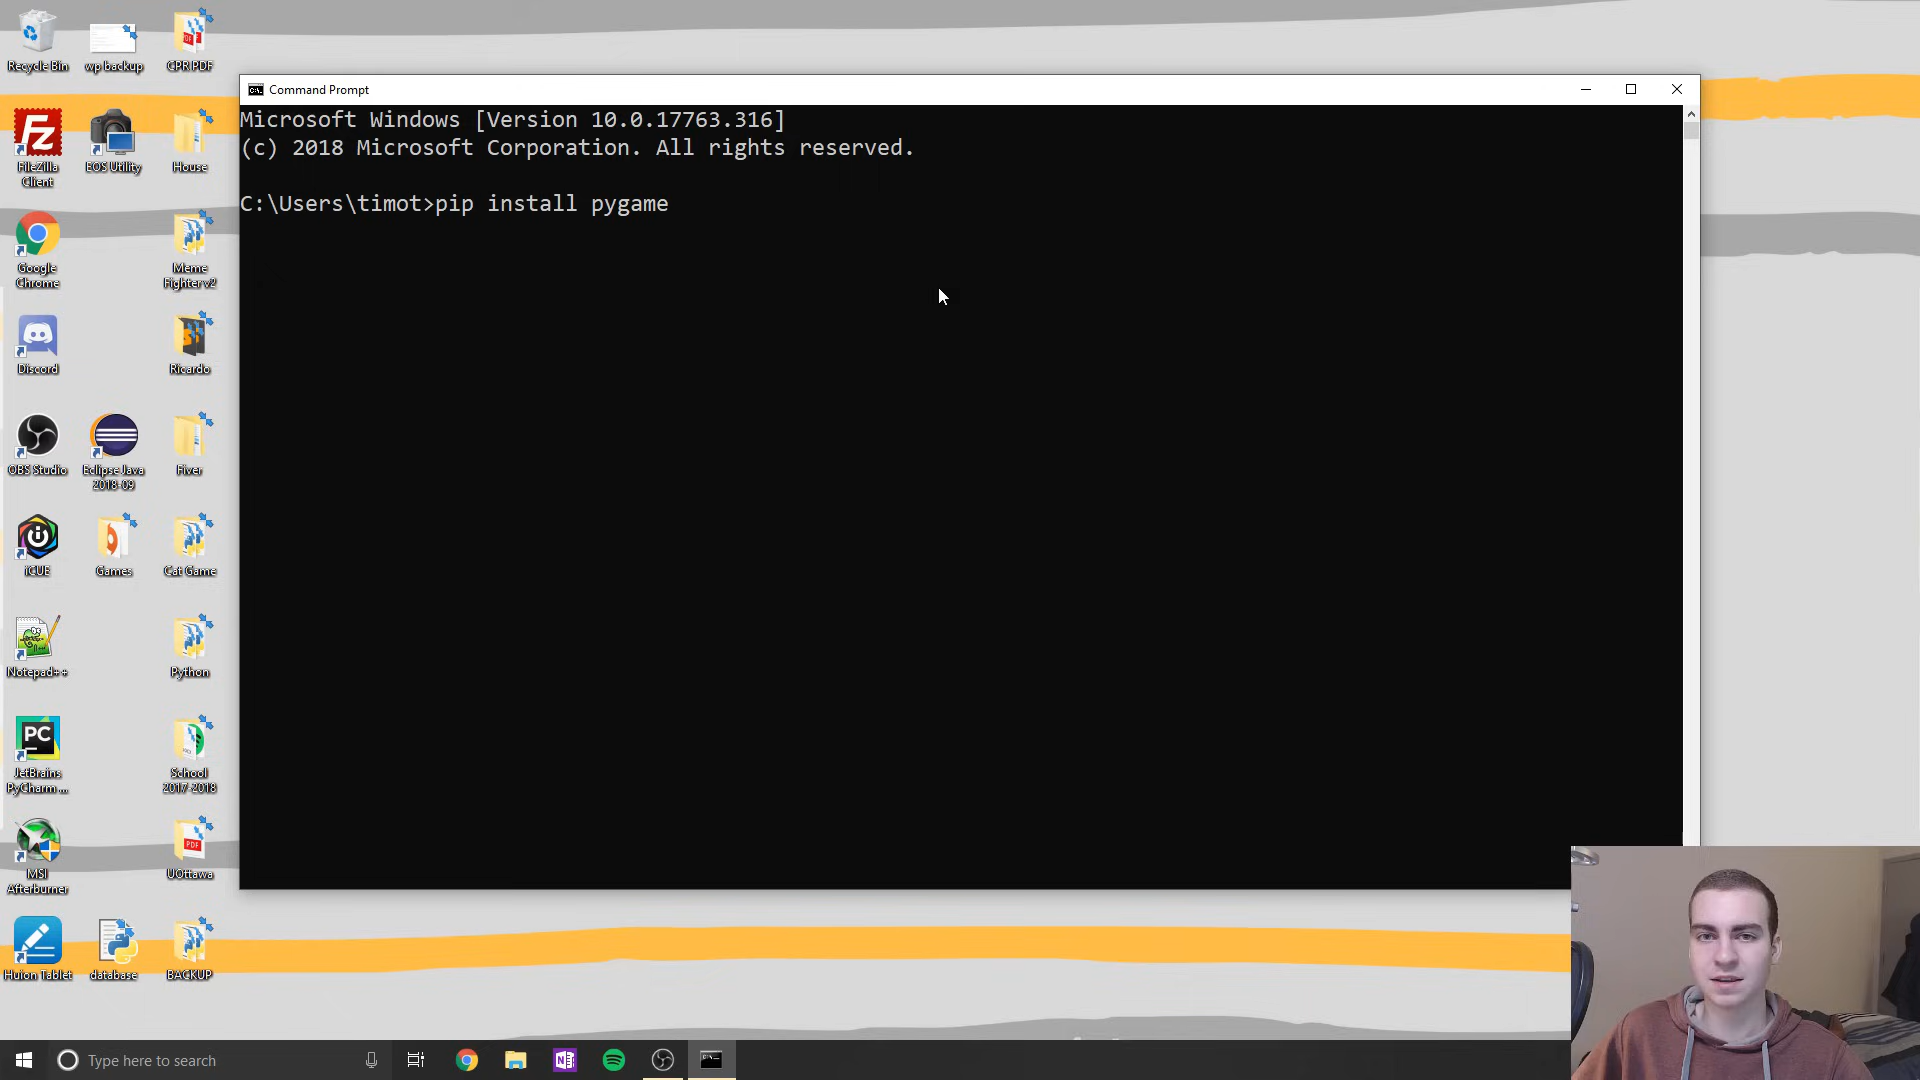 Recycle Bin
wp backup
CPR PDF
FileZilla Client
EOS Utility
House
Google Chrome
Meme Fighter v2
Discord
Ricardo
OBS Studio
Eclipse Java 2018-09
Fiver
iCUE
Games
Cat Game
Notepad++
Python
PC
JetBrains PyCharm ...
School 2017-2018
MSI Afterburner
PDF
UOttawa
Huion Tablet
database
BACKUP
Command Prompt
Microsoft Windows [Version 10.0.17763.316]
(c) 2018 Microsoft Corporation. All rights reserved.
C:\Users\timot>pip install pygame
Type here to search